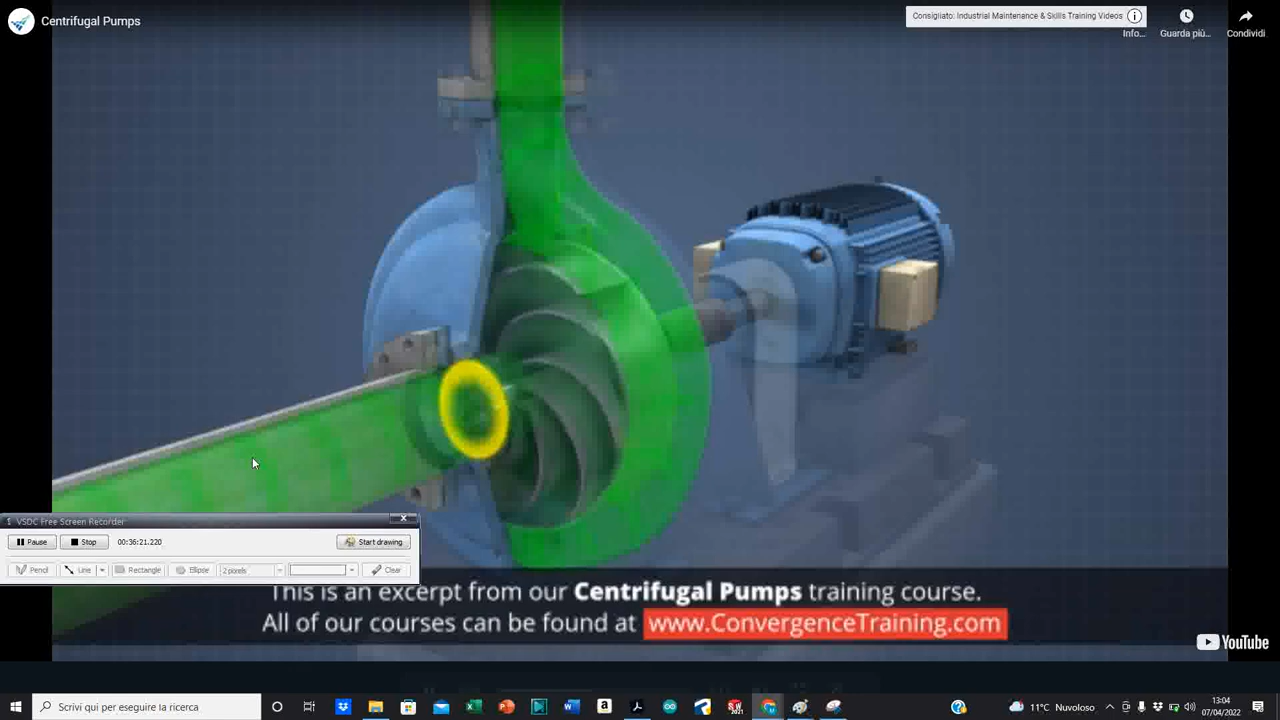 Centrifugal Pumps
Consigliato: Industrial Maintenance & Skills Training Videos
Info...
Guarda più...
Condividi
VSDC Free Screen Recorder
Pause
Stop
00:36:21.220
Start drawing
Pencil
Line
Rectangle
Ellipse
2 pixels
Clear
This is an excerpt from our Centrifugal Pumps training course.
All of our courses can be found at www.ConvergenceTraining.com
YouTube
Scrivi qui per eseguire la ricerca
11°C Nuvoloso
13:04
07/04/2022